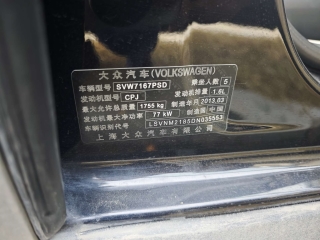 大众汽车(VOLKSWAGEN)
车辆型号 SVW7167PSD 乘坐人数 5
发动机型号 CPJ 发动机排量 1.6L
最大允许总质量 1755 kg 制造年月 2013.03
发动机最大净功率 77 kW 制造国 中国
车辆识别代号 LSVNM2185DN035553
上海大众汽车有限公司